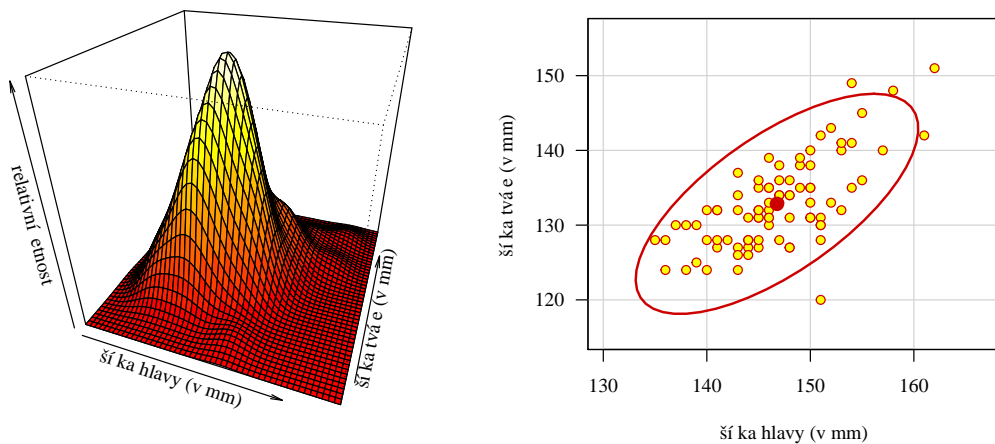 relativní etnost
ší ka hlavy (v mm)
ší ka tvá e (v mm)
ší ka tvá e (v mm)
150
140
130
120
130
140
150
160
ší ka hlavy (v mm)